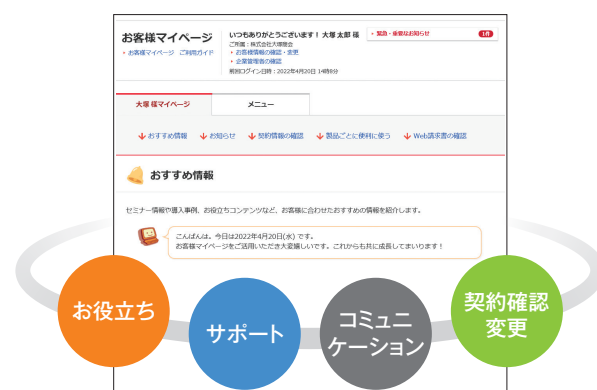 お客様マイページ
・お客様マイページ ご利用ガイド
いつもありがとうございます！大塚 太郎 様
ご所属：株式会社大塚商会
・お客様情報の確認・変更
・企業管理者の確認
前回ログイン日時：2022年4月20日 14時8分
・緊急・重要なお知らせ
1件
大塚 様マイページ
メニュー
おすすめ情報
お知らせ
契約情報の確認
製品ごとに便利に使う
Web請求書の確認
おすすめ情報
セミナー情報や導入事例、お役立ちコンテンツなど、お客様に合わせたおすすめの情報を紹介します。
こんばんは。今日は2022年4月20日(水) です。
お客様マイページをご活用いただき大変嬉しいです。これからも共に成長してまいります！
お役立ち
サポート
コミュニ
ケーション
契約確認
変更